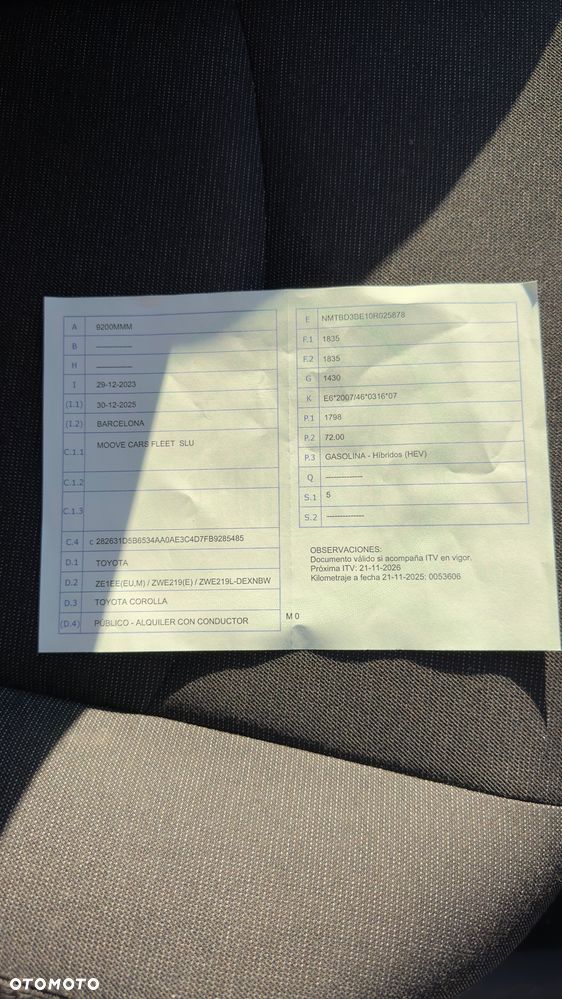 A 9200MMM
B ---------------
H ---------------
I 29-12-2023
(I.1) 30-12-2025
(I.2) BARCELONA
C.1.1 MOOVE CARS FLEET SLU
C.1.2
C.1.3
C.4 c 282631D5B6534AA0AE3C4D7FB9285485
D.1 TOYOTA
D.2 ZE1EE(EU,M) / ZWE219(E) / ZWE219L-DEXNBW
D.3 TOYOTA COROLLA
(D.4) PÚBLICO - ALQUILER CON CONDUCTOR
E NMTBD3BE10R025878
F.1 1835
F.2 1835
G 1430
K E6*2007/46*0316*07
P.1 1798
P.2 72.00
P.3 GASOLINA - Híbridos (HEV)
Q ---------------
S.1 5
S.2 ---------------
OBSERVACIONES:
Documento válido si acompaña ITV en vigor.
Próxima ITV: 21-11-2026
Kilometraje a fecha 21-11-2025: 0053606
M 0
OTOMOTO